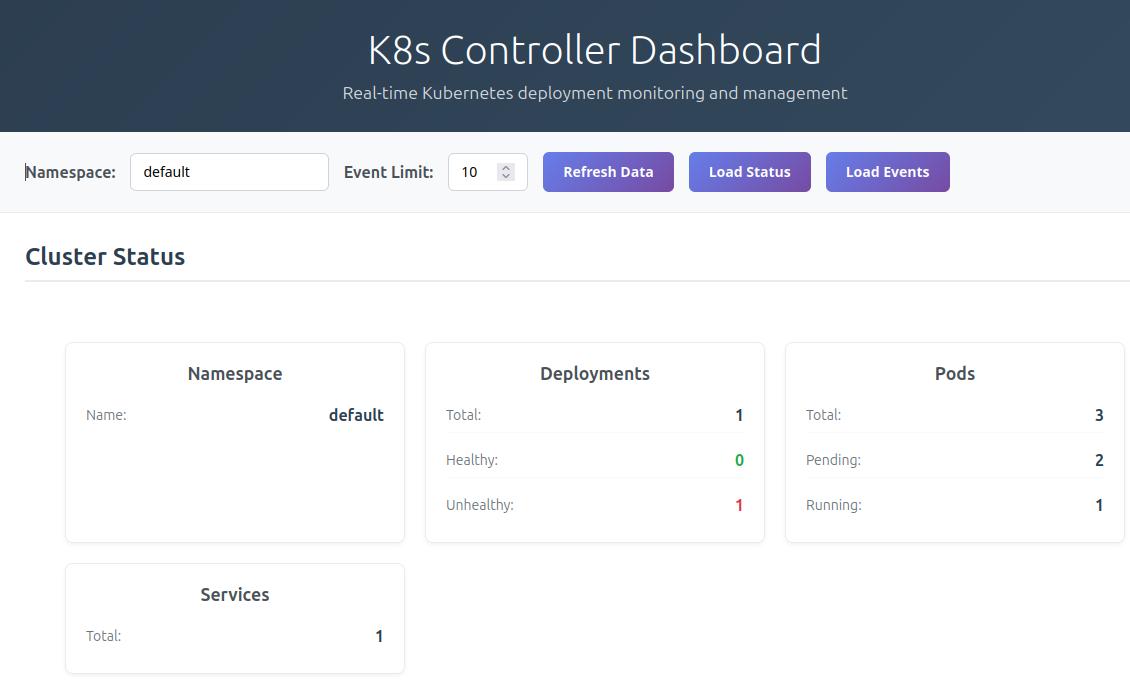 K8s Controller Dashboard
Real-time Kubernetes deployment monitoring and management
Namespace: default Event Limit: 10 Refresh Data Load Status Load Events
Cluster Status
Namespace
Name: default
Deployments
Total: 1
Healthy: 0
Unhealthy: 1
Pods
Total: 3
Pending: 2
Running: 1
Services
Total: 1